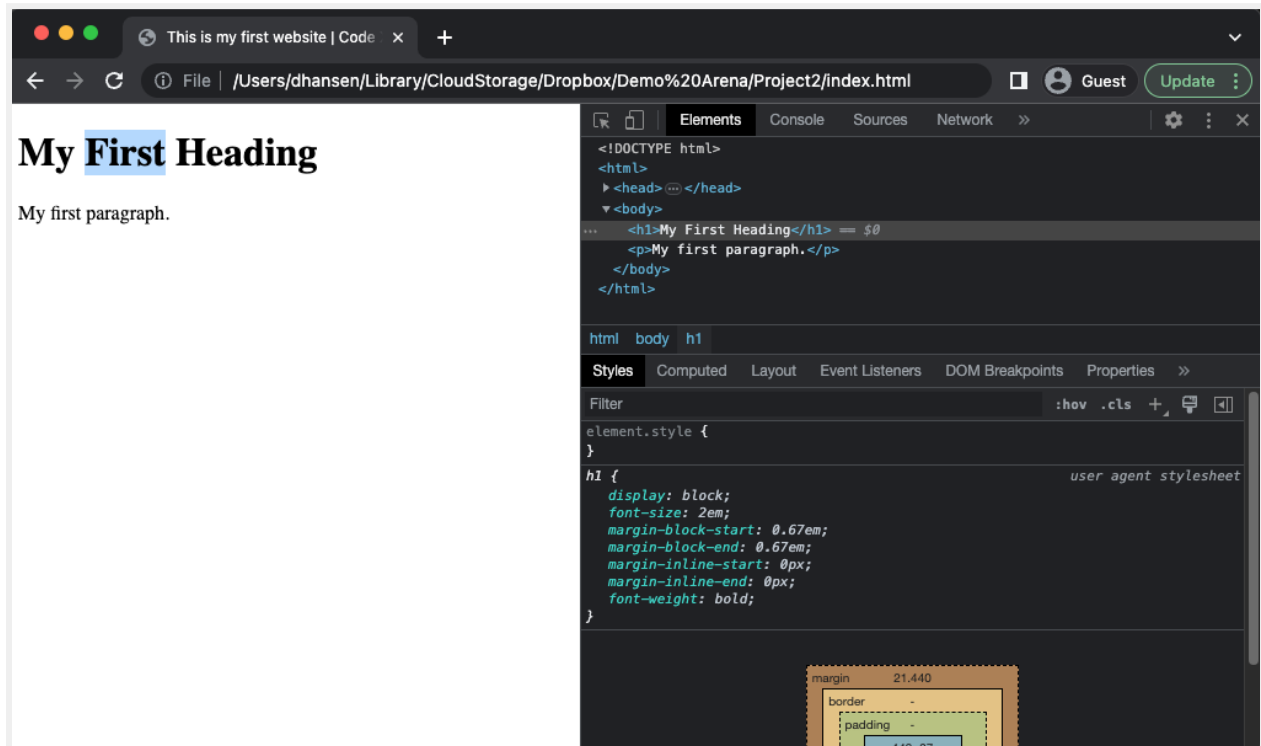 This is my first website | Code
File | /Users/dhansen/Library/CloudStorage/Dropbox/Demo%20Arena/Project2/index.html Guest Update
My First Heading
My first paragraph.
Elements Console Sources Network »
<!DOCTYPE html>
<html>
▶<head>…</head>
▼<body>
… <h1>My First Heading</h1> == $0
<p>My first paragraph.</p>
</body>
</html>
html body h1
Styles Computed Layout Event Listeners DOM Breakpoints Properties »
Filter :hov .cls +
element.style {
}
h1 { user agent stylesheet
display: block;
font-size: 2em;
margin-block-start: 0.67em;
margin-block-end: 0.67em;
margin-inline-start: 0px;
margin-inline-end: 0px;
font-weight: bold;
}
margin 21.440
border -
padding -